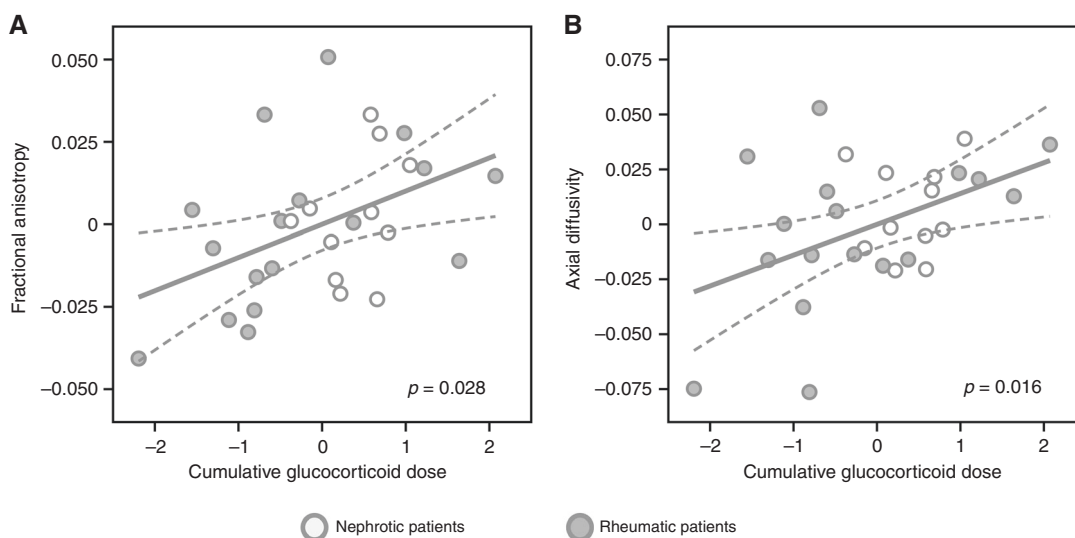 A
0.050
0.025
0
–0.025
–0.050
Fractional anisotropy
p = 0.028
–2 –1 0 1 2
Cumulative glucocorticoid dose
B
0.075
0.050
0.025
0
–0.025
–0.050
–0.075
Axial diffusivity
p = 0.016
–2 –1 0 1 2
Cumulative glucocorticoid dose
Nephrotic patients
Rheumatic patients